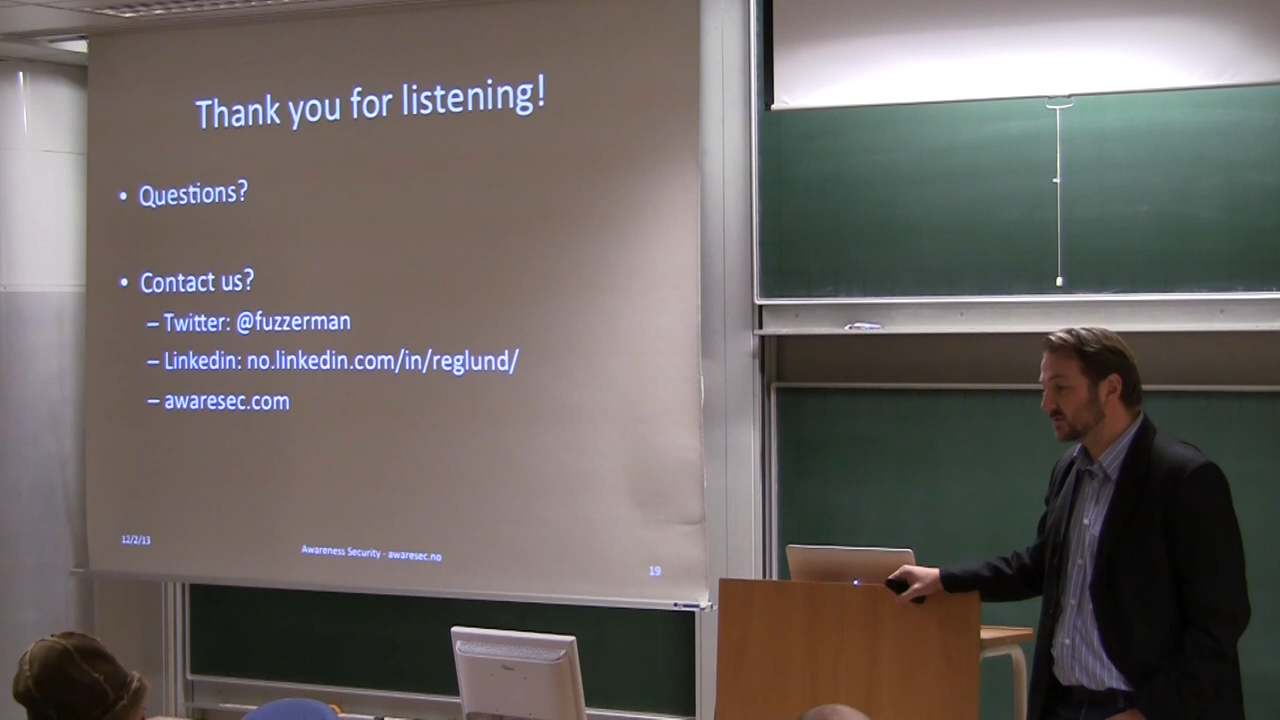 Thank you for listening!
• Questions?
• Contact us?
– Twitter: @fuzzerman
– Linkedin: no.linkedin.com/in/reglund/
– awaresec.com
12/2/13
Awareness Security - awaresec.no
19